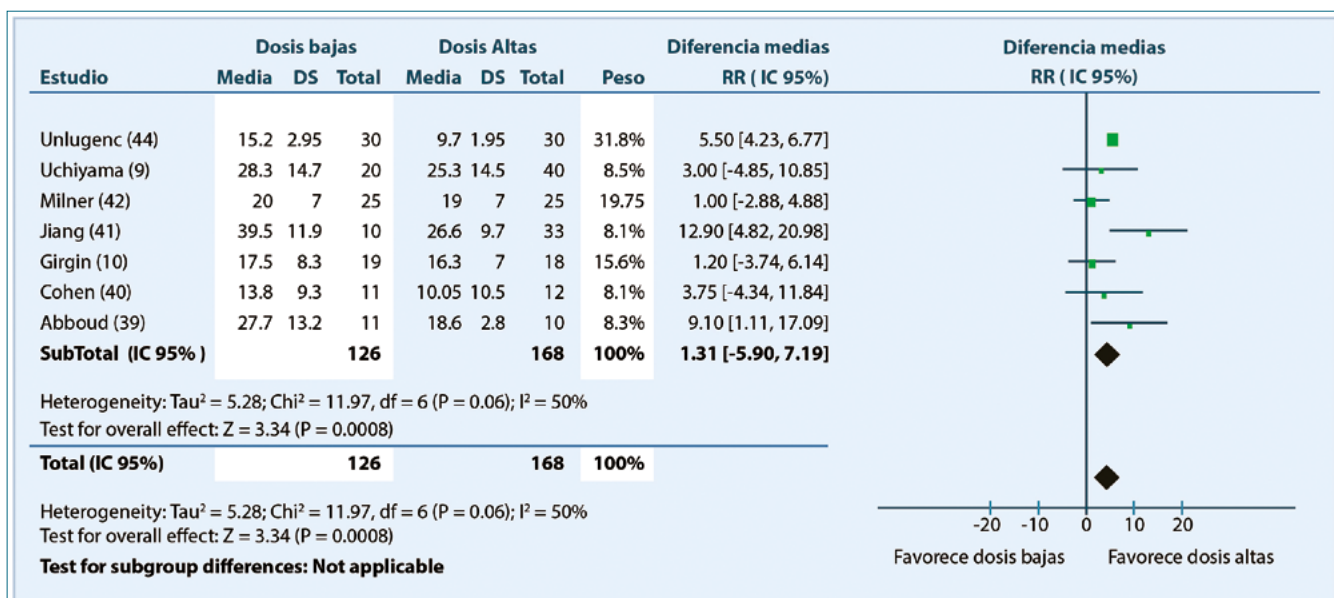 Dosis bajas Dosis Altas Diferencia medias Diferencia medias
Estudio Media DS Total Media DS Total Peso RR ( IC 95%) RR ( IC 95%)
Unlugenc (44) 15.2 2.95 30 9.7 1.95 30 31.8% 5.50 [4.23, 6.77]
Uchiyama (9) 28.3 14.7 20 25.3 14.5 40 8.5% 3.00 [-4.85, 10.85]
Milner (42) 20 7 25 19 7 25 19.75 1.00 [-2.88, 4.88]
Jiang (41) 39.5 11.9 10 26.6 9.7 33 8.1% 12.90 [4.82, 20.98]
Girgin (10) 17.5 8.3 19 16.3 7 18 15.6% 1.20 [-3.74, 6.14]
Cohen (40) 13.8 9.3 11 10.05 10.5 12 8.1% 3.75 [-4.34, 11.84]
Abboud (39) 27.7 13.2 11 18.6 2.8 10 8.3% 9.10 [1.11, 17.09]
SubTotal (IC 95% ) 126 168 100% 1.31 [-5.90, 7.19]
Heterogeneity: Tau² = 5.28; Chi² = 11.97, df = 6 (P = 0.06); I² = 50%
Test for overall effect: Z = 3.34 (P = 0.0008)
Total (IC 95%) 126 168 100%
Heterogeneity: Tau² = 5.28; Chi² = 11.97, df = 6 (P = 0.06); I² = 50%
Test for overall effect: Z = 3.34 (P = 0.0008)
Test for subgroup differences: Not applicable
-20 -10 0 10 20
Favorece dosis bajas Favorece dosis altas